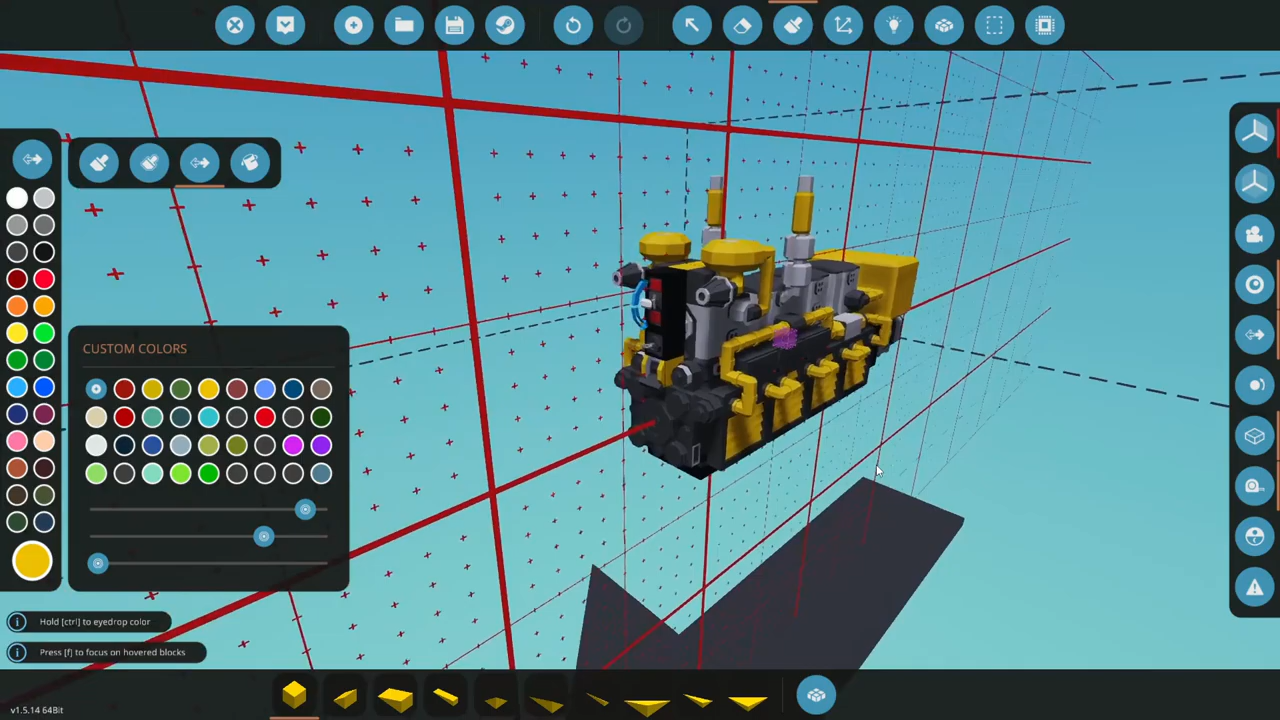 CUSTOM COLORS
Hold [ctrl] to eyedrop color
Press [f] to focus on hovered blocks
v1.5.14 64Bit